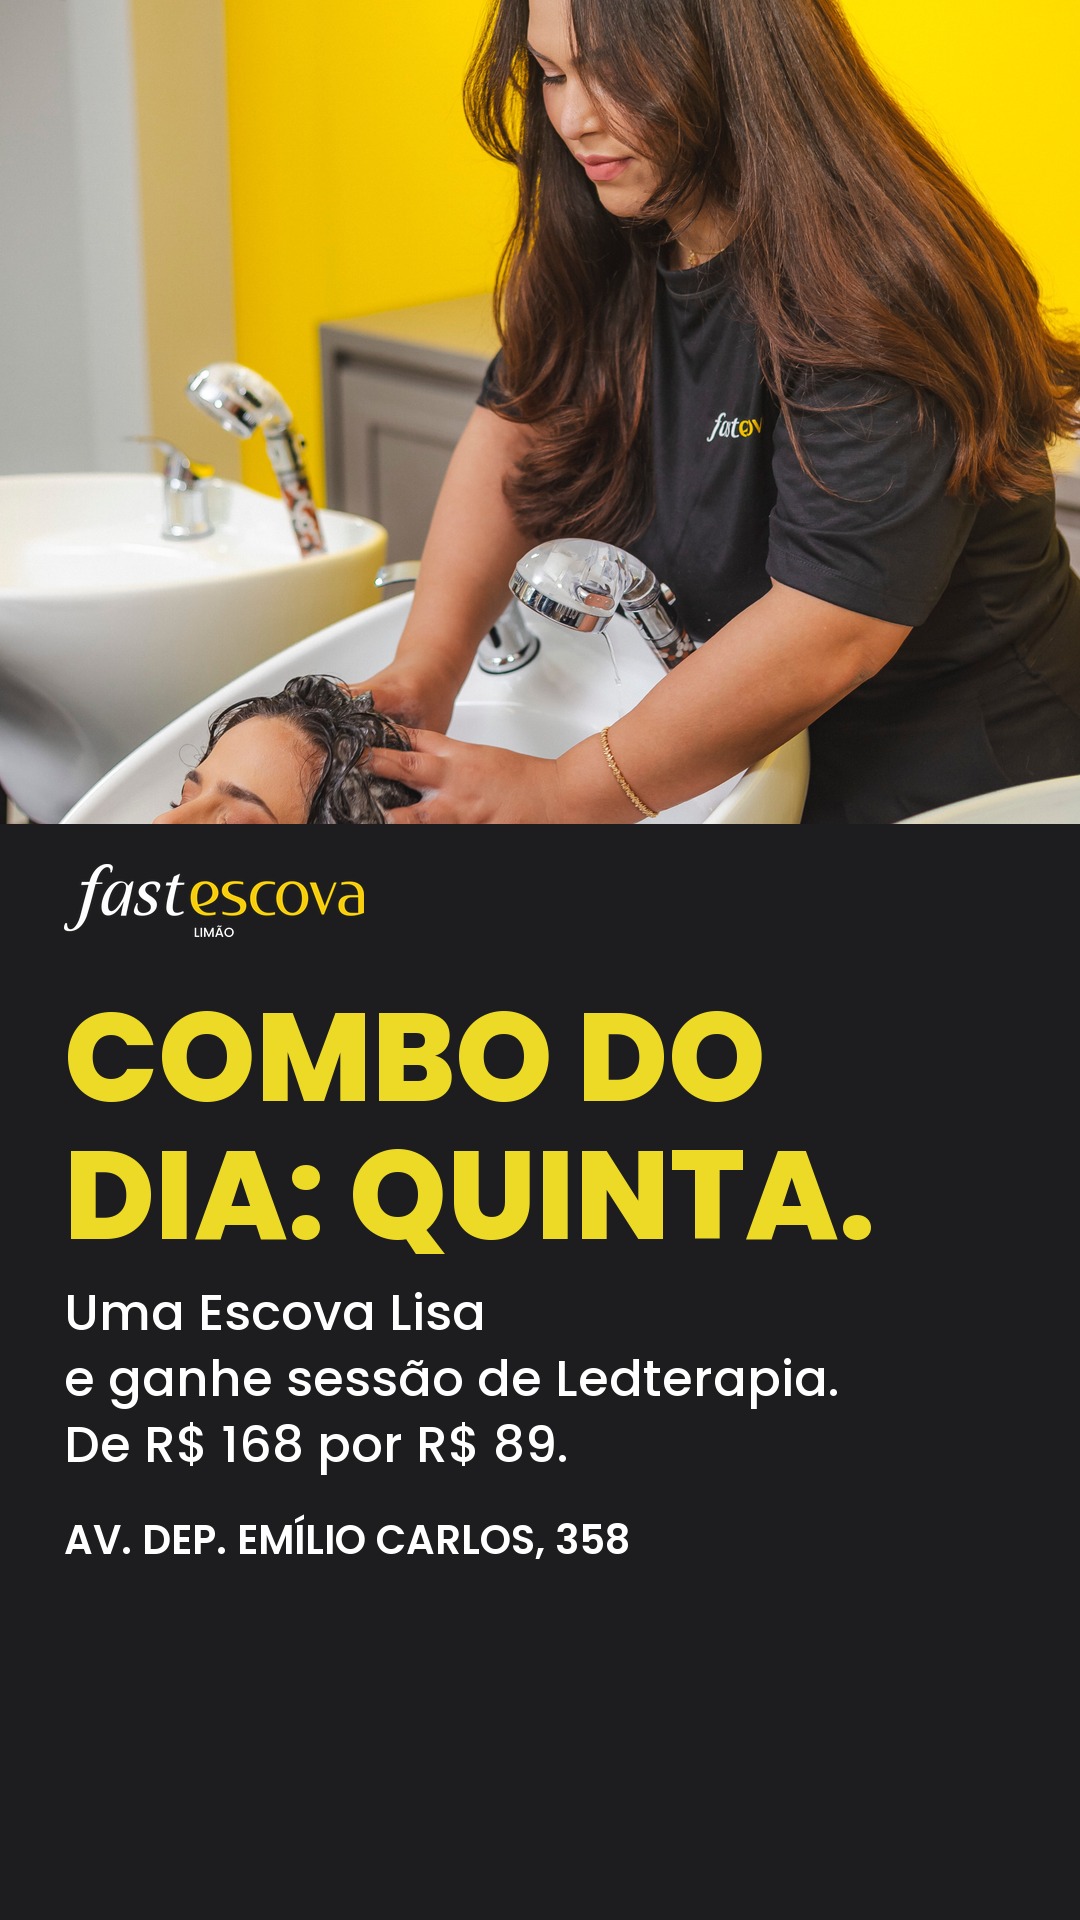 fastescova
LIMÃO
COMBO DO
DIA: QUINTA.
Uma Escova Lisa
e ganhe sessão de Ledterapia.
De R$ 168 por R$ 89.
AV. DEP. EMÍLIO CARLOS, 358